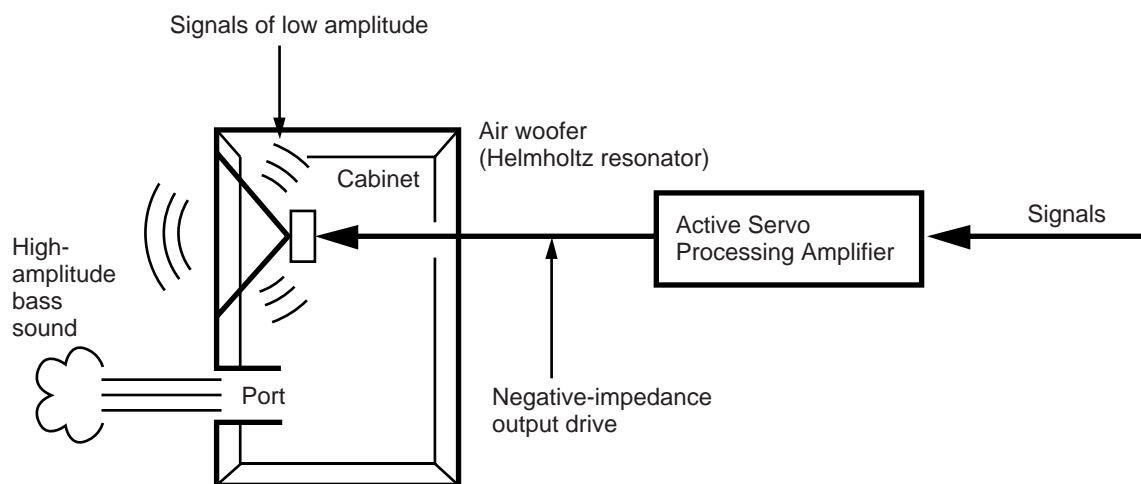 Signals of low amplitude
Air woofer
(Helmholtz resonator)
Cabinet
Signals
Active Servo
Processing Amplifier
High-
amplitude
bass
sound
Port
Negative-impedance
output drive